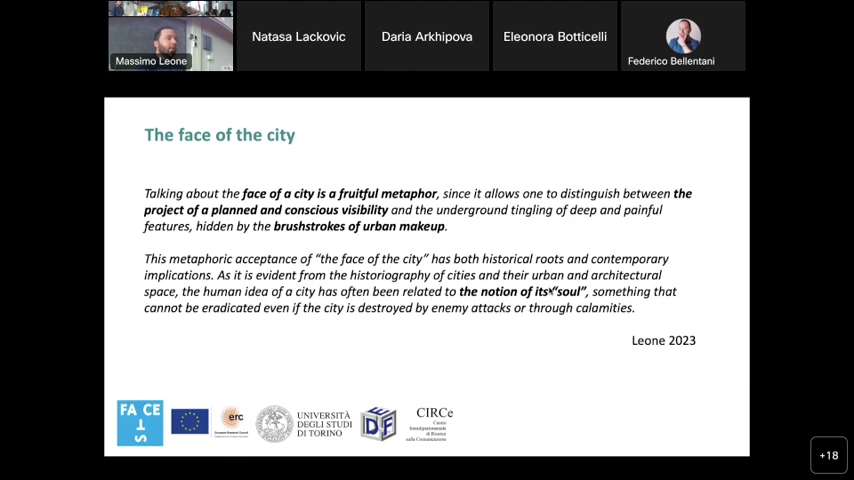 Massimo Leone
Natasa Lackovic
Daria Arkhipova
Eleonora Botticelli
Federico Bellentani
The face of the city
Talking about the face of a city is a fruitful metaphor, since it allows one to distinguish between the
project of a planned and conscious visibility and the underground tingling of deep and painful
features, hidden by the brushstrokes of urban makeup.
This metaphoric acceptance of “the face of the city” has both historical roots and contemporary
implications. As it is evident from the historiography of cities and their urban and architectural
space, the human idea of a city has often been related to the notion of its“soul”, something that
cannot be eradicated even if the city is destroyed by enemy attacks or through calamities.
Leone 2023
FA CE
TS
erc
UNIVERSITÀ
DEGLI STUDI
DI TORINO
CIRCe
Centro
Interdipartimentale
di Ricerca
sulla Comunicazione
+18